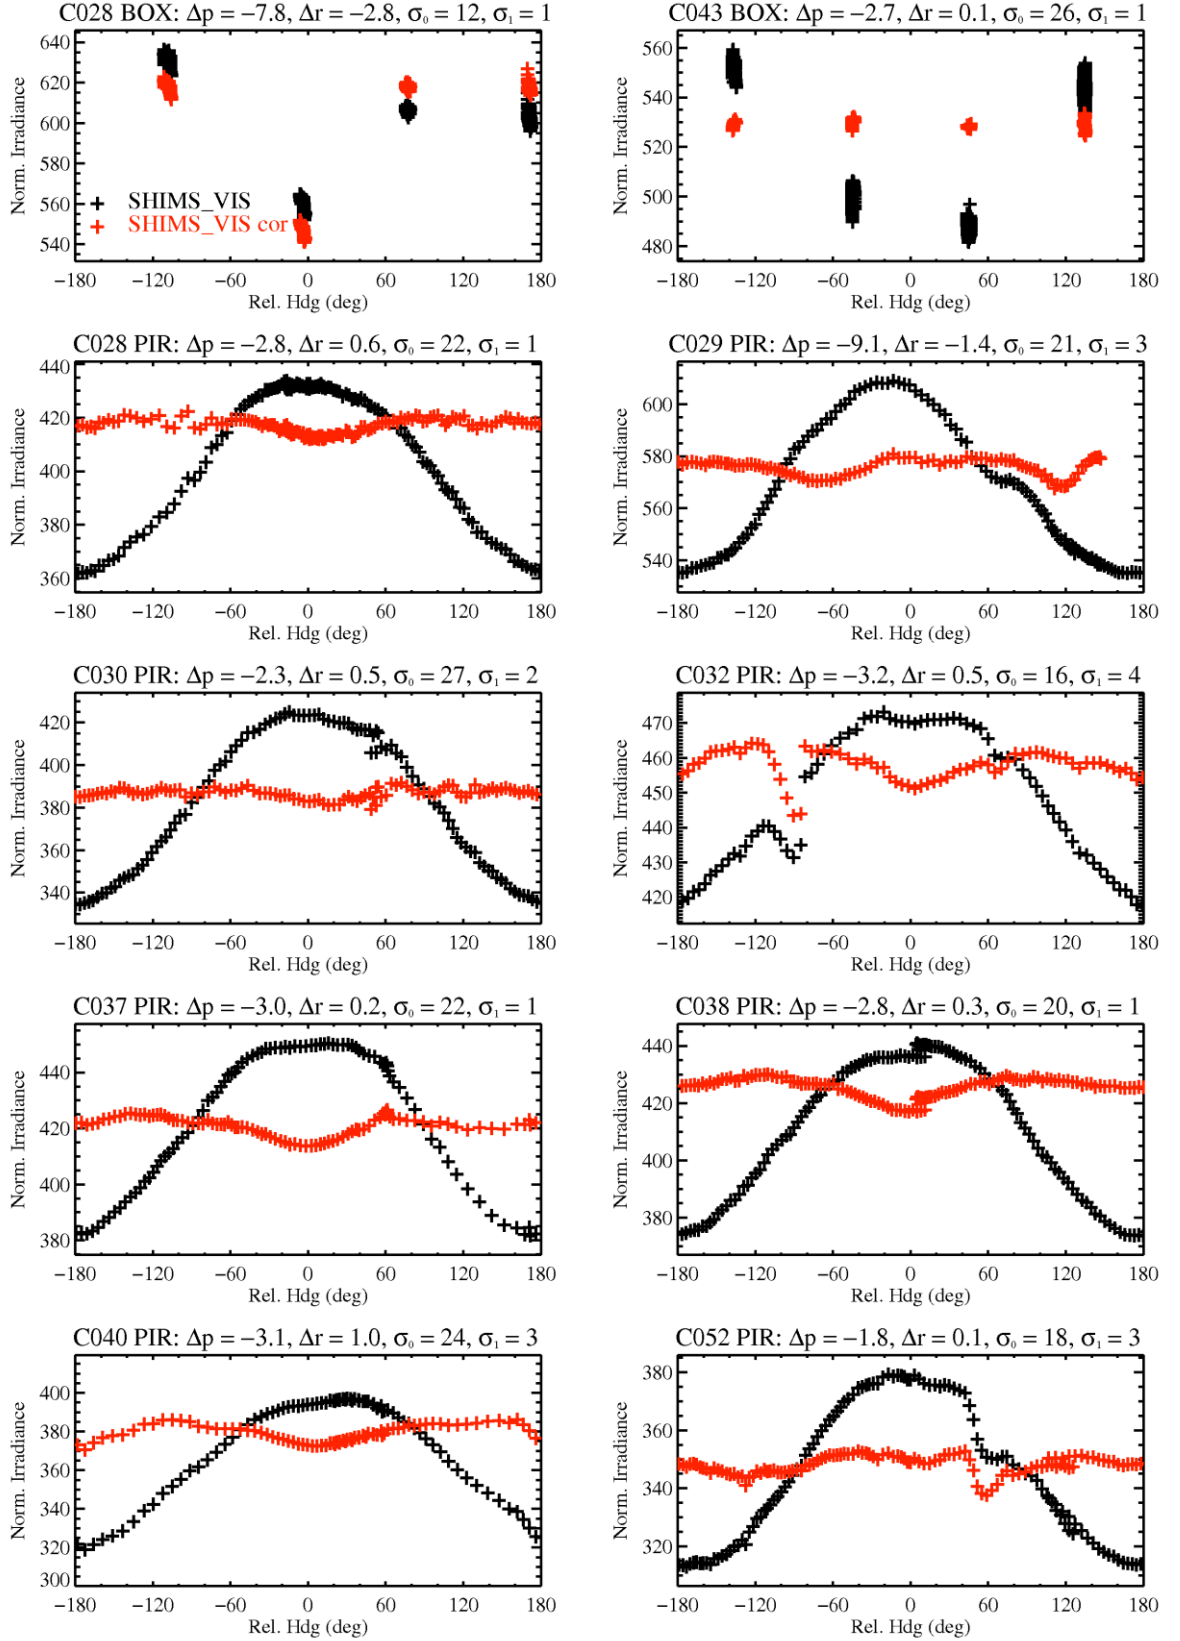 C028 BOX: Δp = −7.8, Δr = −2.8, σ₀ = 12, σ₁ = 1
Norm. Irradiance
640
620
600
580
560
540
SHIMS_VIS
SHIMS_VIS cor
−180 −120 −60 0 60 120 180
Rel. Hdg (deg)
C043 BOX: Δp = −2.7, Δr = 0.1, σ₀ = 26, σ₁ = 1
Norm. Irradiance
560
540
520
500
480
−180 −120 −60 0 60 120 180
Rel. Hdg (deg)
C028 PIR: Δp = −2.8, Δr = 0.6, σ₀ = 22, σ₁ = 1
Norm. Irradiance
440
420
400
380
360
−180 −120 −60 0 60 120 180
Rel. Hdg (deg)
C029 PIR: Δp = −9.1, Δr = −1.4, σ₀ = 21, σ₁ = 3
Norm. Irradiance
600
580
560
540
−180 −120 −60 0 60 120 180
Rel. Hdg (deg)
C030 PIR: Δp = −2.3, Δr = 0.5, σ₀ = 27, σ₁ = 2
Norm. Irradiance
420
400
380
360
340
−180 −120 −60 0 60 120 180
Rel. Hdg (deg)
C032 PIR: Δp = −3.2, Δr = 0.5, σ₀ = 16, σ₁ = 4
Norm. Irradiance
470
460
450
440
430
420
−180 −120 −60 0 60 120 180
Rel. Hdg (deg)
C037 PIR: Δp = −3.0, Δr = 0.2, σ₀ = 22, σ₁ = 1
Norm. Irradiance
440
420
400
380
−180 −120 −60 0 60 120 180
Rel. Hdg (deg)
C038 PIR: Δp = −2.8, Δr = 0.3, σ₀ = 20, σ₁ = 1
Norm. Irradiance
440
420
400
380
−180 −120 −60 0 60 120 180
Rel. Hdg (deg)
C040 PIR: Δp = −3.1, Δr = 1.0, σ₀ = 24, σ₁ = 3
Norm. Irradiance
400
380
360
340
320
300
−180 −120 −60 0 60 120 180
Rel. Hdg (deg)
C052 PIR: Δp = −1.8, Δr = 0.1, σ₀ = 18, σ₁ = 3
Norm. Irradiance
380
360
340
320
−180 −120 −60 0 60 120 180
Rel. Hdg (deg)